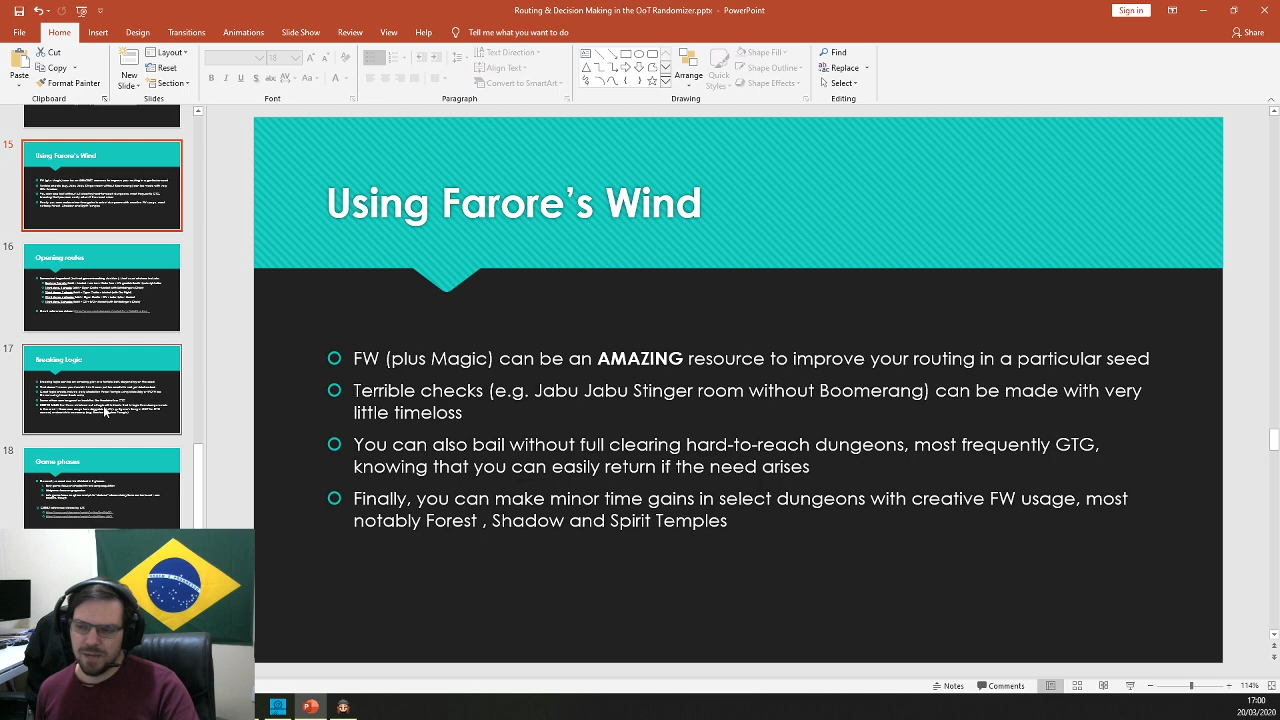 Routing & Decision Making in the OoT Randomizer.pptx - PowerPoint
Sign in
File Home Insert Design Transitions Animations Slide Show Review View Help Tell me what you want to do
Share
Paste
Cut
Copy
Format Painter
Clipboard
New
Slide
Layout
Reset
Section
Slides
18
Font
Text Direction
Align Text
Convert to SmartArt
Paragraph
Arrange
Quick
Styles
Shape Fill
Shape Outline
Shape Effects
Drawing
Find
Replace
Select
Editing
15
Using Farore's Wind
16
Opening routes
17
Breaking Logic
18
Game phases
Using Farore's Wind
FW (plus Magic) can be an AMAZING resource to improve your routing in a particular seed
Terrible checks (e.g. Jabu Jabu Stinger room without Boomerang) can be made with very
little timeloss
You can also bail without full clearing hard-to-reach dungeons, most frequently GTG,
knowing that you can easily return if the need arises
Finally, you can make minor time gains in select dungeons with creative FW usage, most
notably Forest , Shadow and Spirit Temples
Notes Comments 114%
17:00
20/03/2020